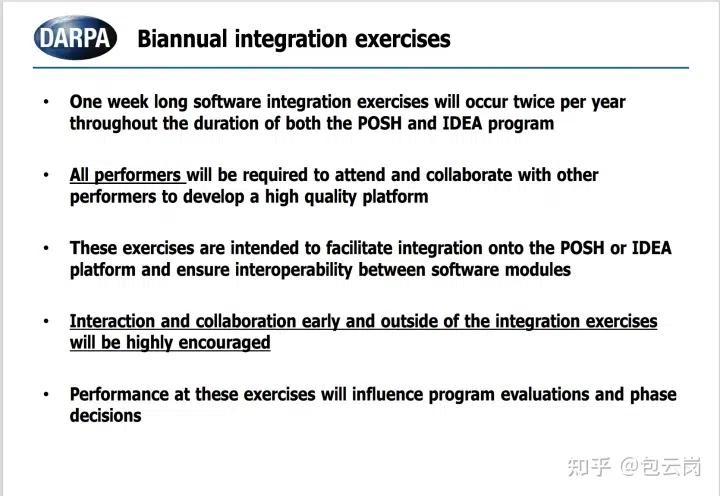 DARPA
Biannual integration exercises
• One week long software integration exercises will occur twice per year
throughout the duration of both the POSH and IDEA program
• All performers will be required to attend and collaborate with other
performers to develop a high quality platform
• These exercises are intended to facilitate integration onto the POSH or IDEA
platform and ensure interoperability between software modules
• Interaction and collaboration early and outside of the integration exercises
will be highly encouraged
• Performance at these exercises will influence program evaluations and phase
decisions
知乎 @包云岗